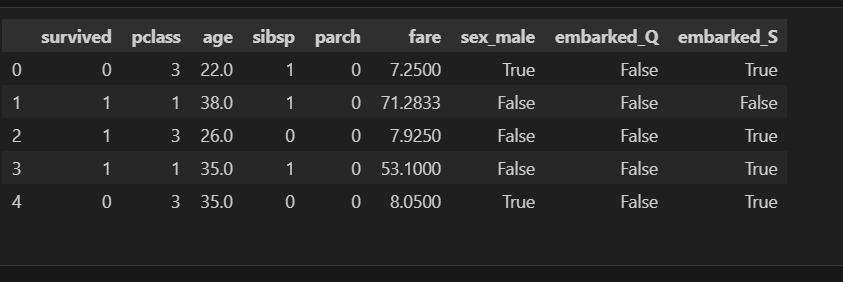 survived pclass age sibsp parch fare sex_male embarked_Q embarked_S
0 0 3 22.0 1 0 7.2500 True False True
1 1 1 38.0 1 0 71.2833 False False False
2 1 3 26.0 0 0 7.9250 False False True
3 1 1 35.0 1 0 53.1000 False False True
4 0 3 35.0 0 0 8.0500 True False True